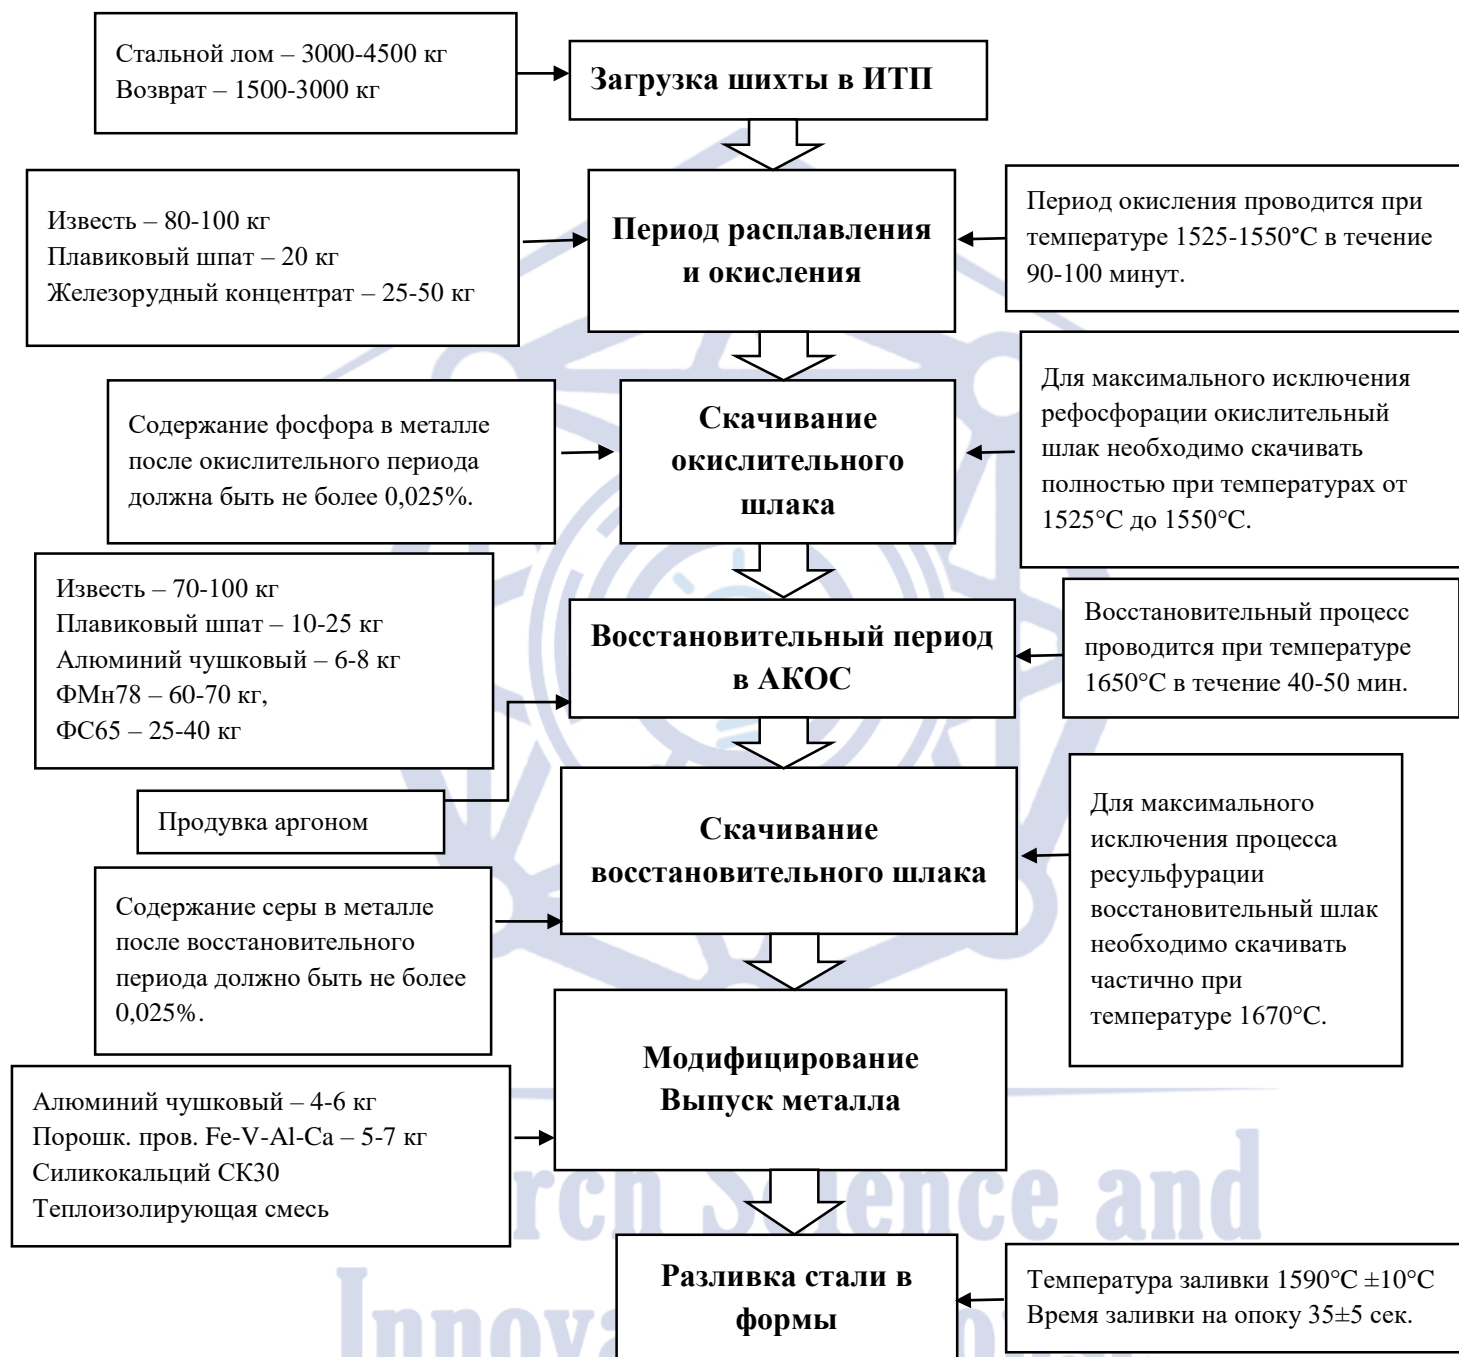 Стальной лом – 3000-4500 кг
Возврат – 1500-3000 кг
Загрузка шихты в ИТП
Известь – 80-100 кг
Плавиковый шпат – 20 кг
Железорудный концентрат – 25-50 кг
Период расплавления
и окисления
Период окисления проводится при
температуре 1525-1550°С в течение
90-100 минут.
Содержание фосфора в металле
после окислительного периода
должна быть не более 0,025%.
Скачивание
окислительного
шлака
Для максимального исключения
рефосфорации окислительный
шлак необходимо скачивать
полностью при температурах от
1525°С до 1550°С.
Известь – 70-100 кг
Плавиковый шпат – 10-25 кг
Алюминий чушковый – 6-8 кг
ФМн78 – 60-70 кг,
ФС65 – 25-40 кг
Восстановительный период
в АКОС
Восстановительный процесс
проводится при температуре
1650°С в течение 40-50 мин.
Продувка аргоном
Скачивание
восстановительного шлака
Для максимального
исключения процесса
ресульфурации
восстановительный шлак
необходимо скачивать
частично при
температуре 1670°С.
Содержание серы в металле
после восстановительного
периода должно быть не более
0,025%.
Модифицирование
Выпуск металла
Алюминий чушковый – 4-6 кг
Порошк. пров. Fe-V-Al-Ca – 5-7 кг
Силикокальций СК30
Теплоизолирующая смесь
Разливка стали в
формы
Температура заливки 1590°С ±10°С
Время заливки на опоку 35±5 сек.
and